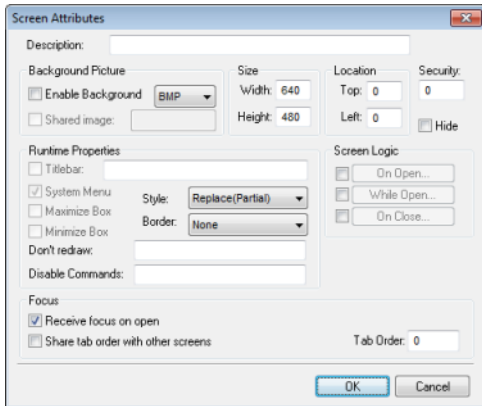 Screen Attributes
Description:
Background Picture
Enable Background BMP
Shared image:
Size
Width: 640
Height: 480
Location
Top: 0
Left: 0
Security:
0
Hide
Runtime Properties
Titlebar:
System Menu
Maximize Box
Minimize Box
Style: Replace(Partial)
Border: None
Don't redraw:
Disable Commands:
Screen Logic
On Open...
While Open...
On Close...
Focus
Receive focus on open
Share tab order with other screens
Tab Order: 0
OK Cancel